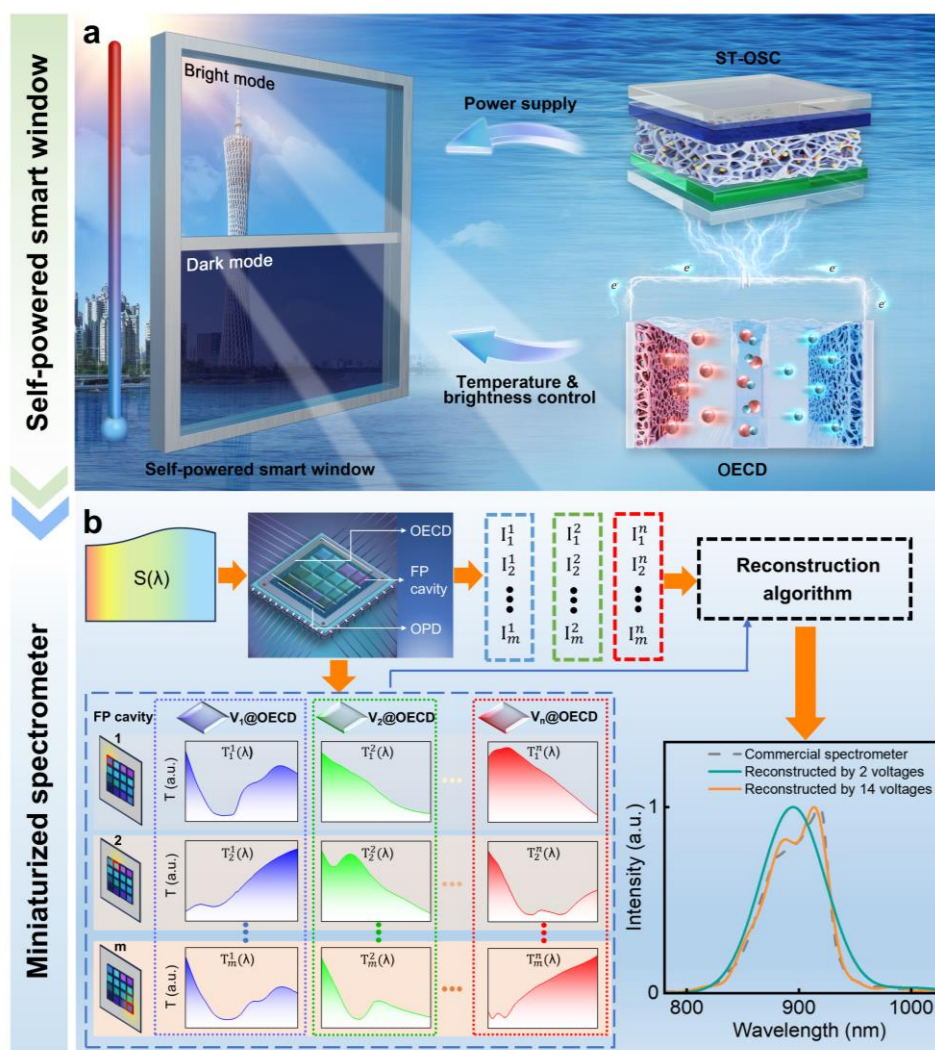 Self-powered smart window
a
Bright mode
Dark mode
Self-powered smart window
Power supply
Temperature &
brightness control
ST-OSC
e⁻
e⁻
e⁻
e⁻
OECD
Miniaturized spectrometer
b
S(λ)
OECD
FP
cavity
OPD
I₁¹
I₂¹
Iₘ¹
I₁²
I₂²
Iₘ²
I₁ⁿ
I₂ⁿ
Iₘⁿ
Reconstruction
algorithm
FP cavity
V₁@OECD
V₂@OECD
Vₙ@OECD
1
T (a.u.)
T₁¹(λ)
T₁²(λ)
T₁ⁿ(λ)
2
T (a.u.)
T₂¹(λ)
T₂²(λ)
T₂ⁿ(λ)
m
T (a.u.)
Tₘ¹(λ)
Tₘ²(λ)
Tₘⁿ(λ)
Commercial spectrometer
Reconstructed by 2 voltages
Reconstructed by 14 voltages
Intensity (a.u.)
1
0
800
900
1000
Wavelength (nm)